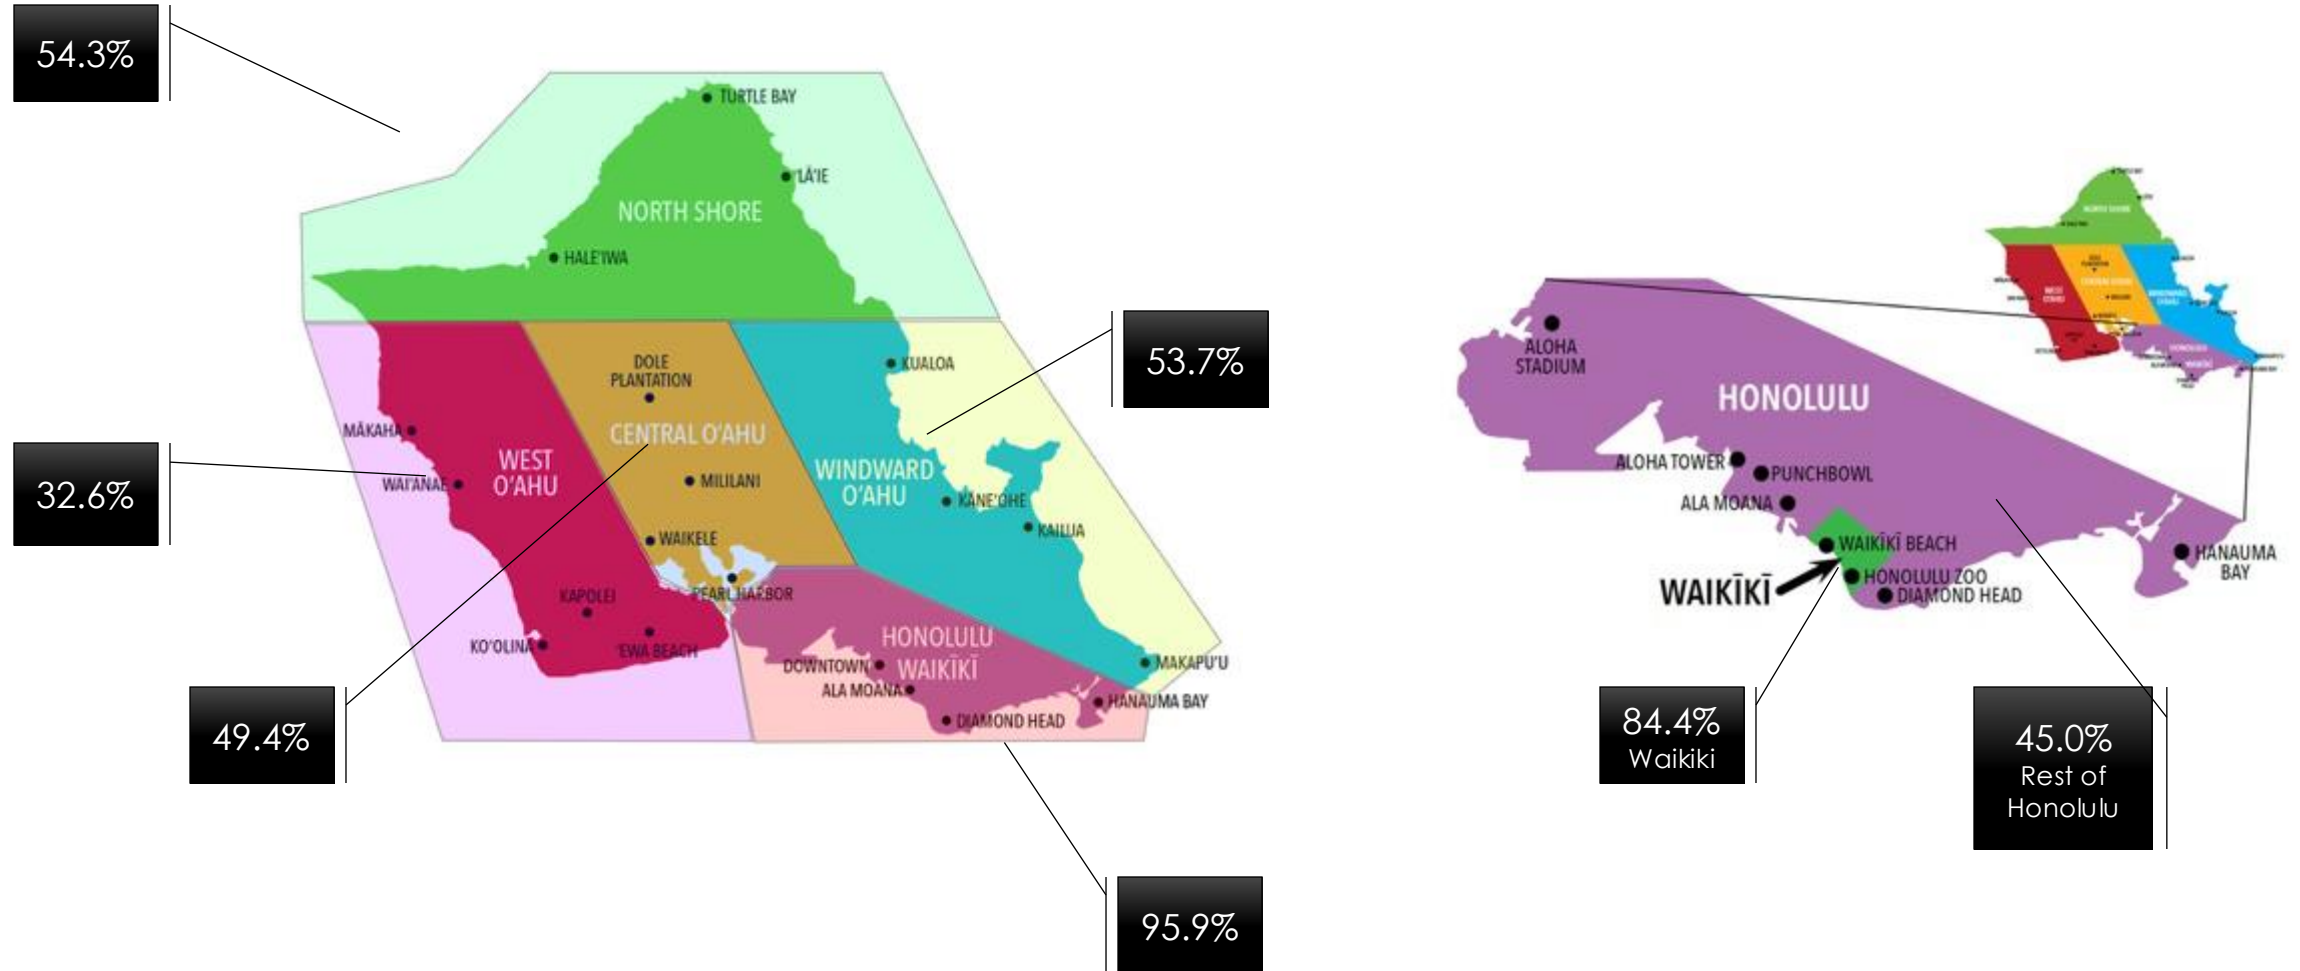 54.3%
TURTLE BAY
LĀ'IE
NORTH SHORE
HALE'IWA
53.7%
KUALOA
DOLE
PLANTATION
CENTRAL O'AHU
MĀKAHA
WEST
O'AHU
WINDWARD
O'AHU
MILILANI
WAI'ANAE
32.6%
KĀNE'OHE
KAILUA
WAIKELE
PEARL HARBOR
KAPOLEI
KO'OLINA
'EWA BEACH
HONOLULU
WAIKĪKĪ
DOWNTOWN
ALA MOANA
MAKAPU'U
HANAUMA BAY
DIAMOND HEAD
49.4%
95.9%
NORTH SHORE
WEST
O'AHU
ALOHA
STADIUM
HONOLULU
ALOHA TOWER
PUNCHBOWL
ALA MOANA
WAIKĪKĪ BEACH
HANAUMA
BAY
WAIKĪKĪ
HONOLULU ZOO
DIAMOND HEAD
84.4%
Waikiki
45.0%
Rest of
Honolulu